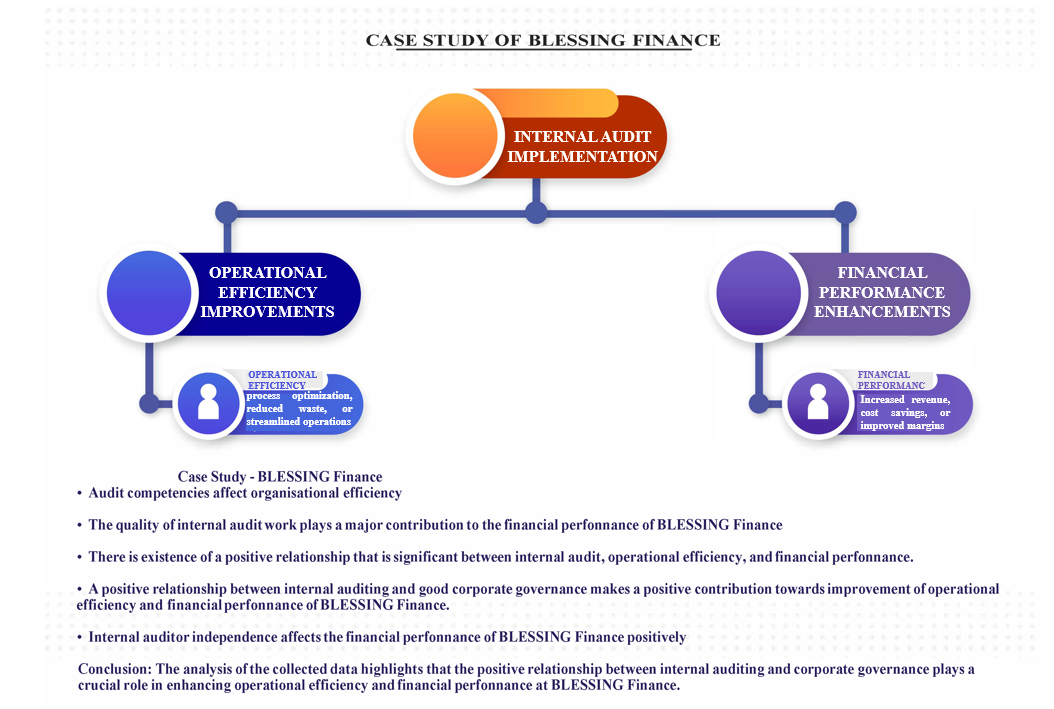 CASE STUDY OF BLESSING FINANCE
INTERNAL AUDIT
IMPLEMENTATION
OPERATIONAL
EFFICIENCY
IMPROVEMENTS
FINANCIAL
PERFORMANCE
ENHANCEMENTS
OPERATIONAL
EFFICIENCY
process optimization,
reduced waste, or
streamlined operations
FINANCIAL
PERFORMANC
Increased revenue,
cost savings, or
improved margins
Case Study - BLESSING Finance
• Audit competencies affect organisational efficiency
• The quality of internal audit work plays a major contribution to the financial perfonnance of BLESSING Finance
• There is existence of a positive relationship that is significant between internal audit, operational efficiency, and financial perfonnance.
• A positive relationship between internal auditing and good corporate governance makes a positive contribution towards improvement of operational
efficiency and financial perfonnance of BLESSING Finance.
• Internal auditor independence affects the financial perfonnance of BLESSING Finance positively
Conclusion: The analysis of the collected data highlights that the positive relationship between internal auditing and corporate governance plays a
crucial role in enhancing operational efficiency and financial perfonnance at BLESSING Finance.